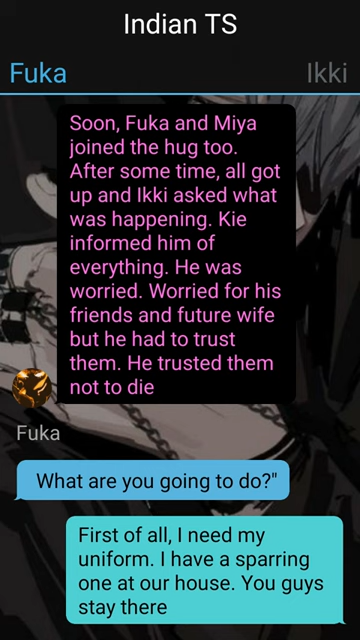 Indian TS
Fuka Ikki
Soon, Fuka and Miya
joined the hug too.
After some time, all got
up and Ikki asked what
was happening. Kie
informed him of
everything. He was
worried. Worried for his
friends and future wife
but he had to trust
them. He trusted them
not to die
Fuka
What are you going to do?"
First of all, I need my
uniform. I have a sparring
one at our house. You guys
stay there